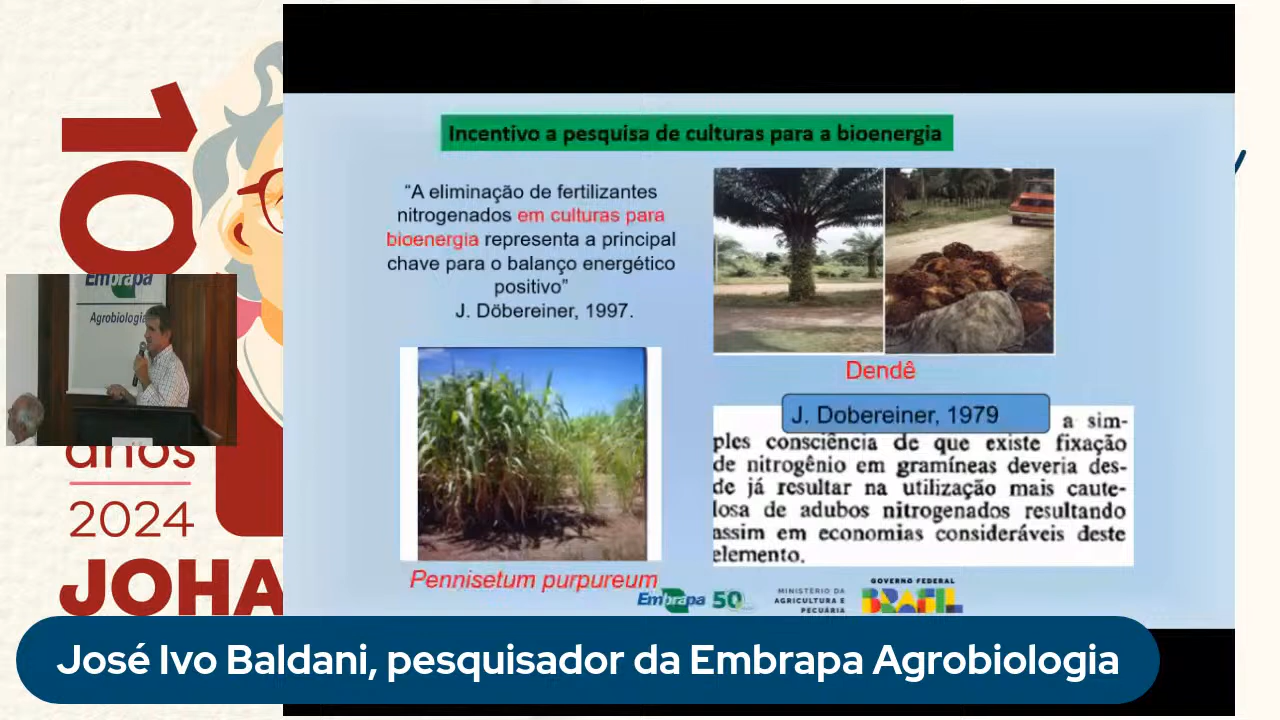 Incentivo a pesquisa de culturas para a bioenergia
“A eliminação de fertilizantes
nitrogenados em culturas para
bioenergia representa a principal
chave para o balanço energético
positivo”
J. Döbereiner, 1997.
Dendê
J. Dobereiner, 1979
a sim-
ples consciência de que existe fixação
de nitrogênio em gramíneas deveria des-
de já resultar na utilização mais caute-
losa de adubos nitrogenados resultando
assim em economias consideráveis deste
elemento.
Pennisetum purpureum
Embrapa 50
MINISTÉRIO DA
AGRICULTURA E
PECUÁRIA
GOVERNO FEDERAL
BRASIL
10
Embrapa
Agrobiologia
anos
2024
JOHA
José Ivo Baldani, pesquisador da Embrapa Agrobiologia